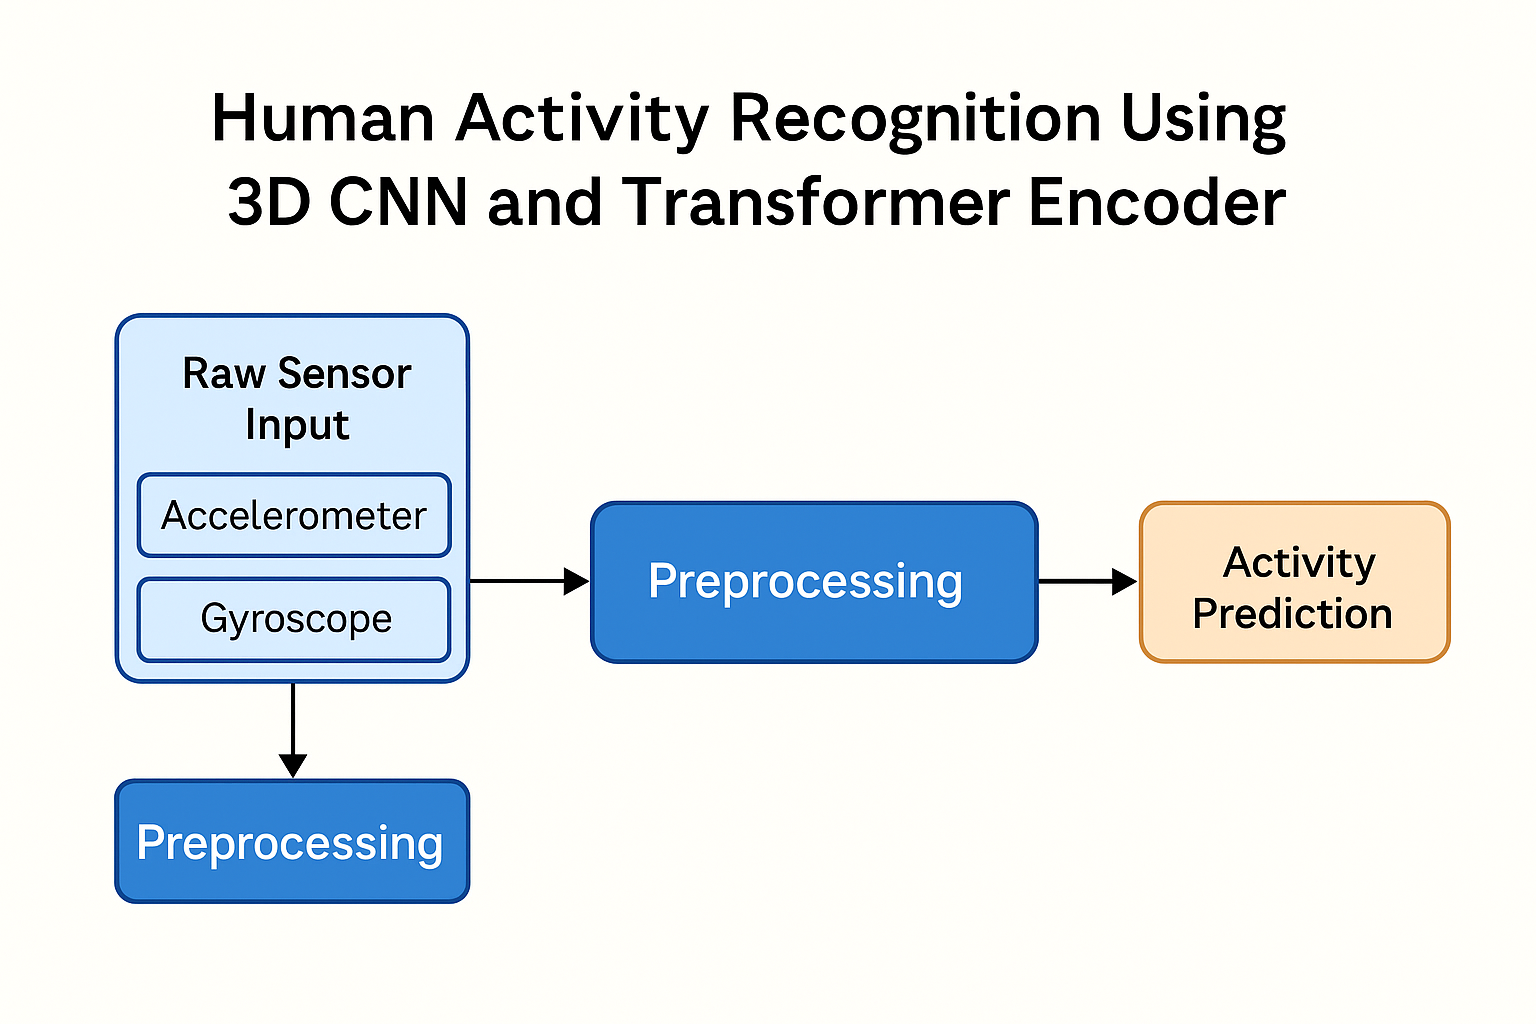 Human Activity Recognition Using
3D CNN and Transformer Encoder
Raw Sensor
Input
Accelerometer
Gyroscope
Preprocessing
Activity
Prediction
Preprocessing